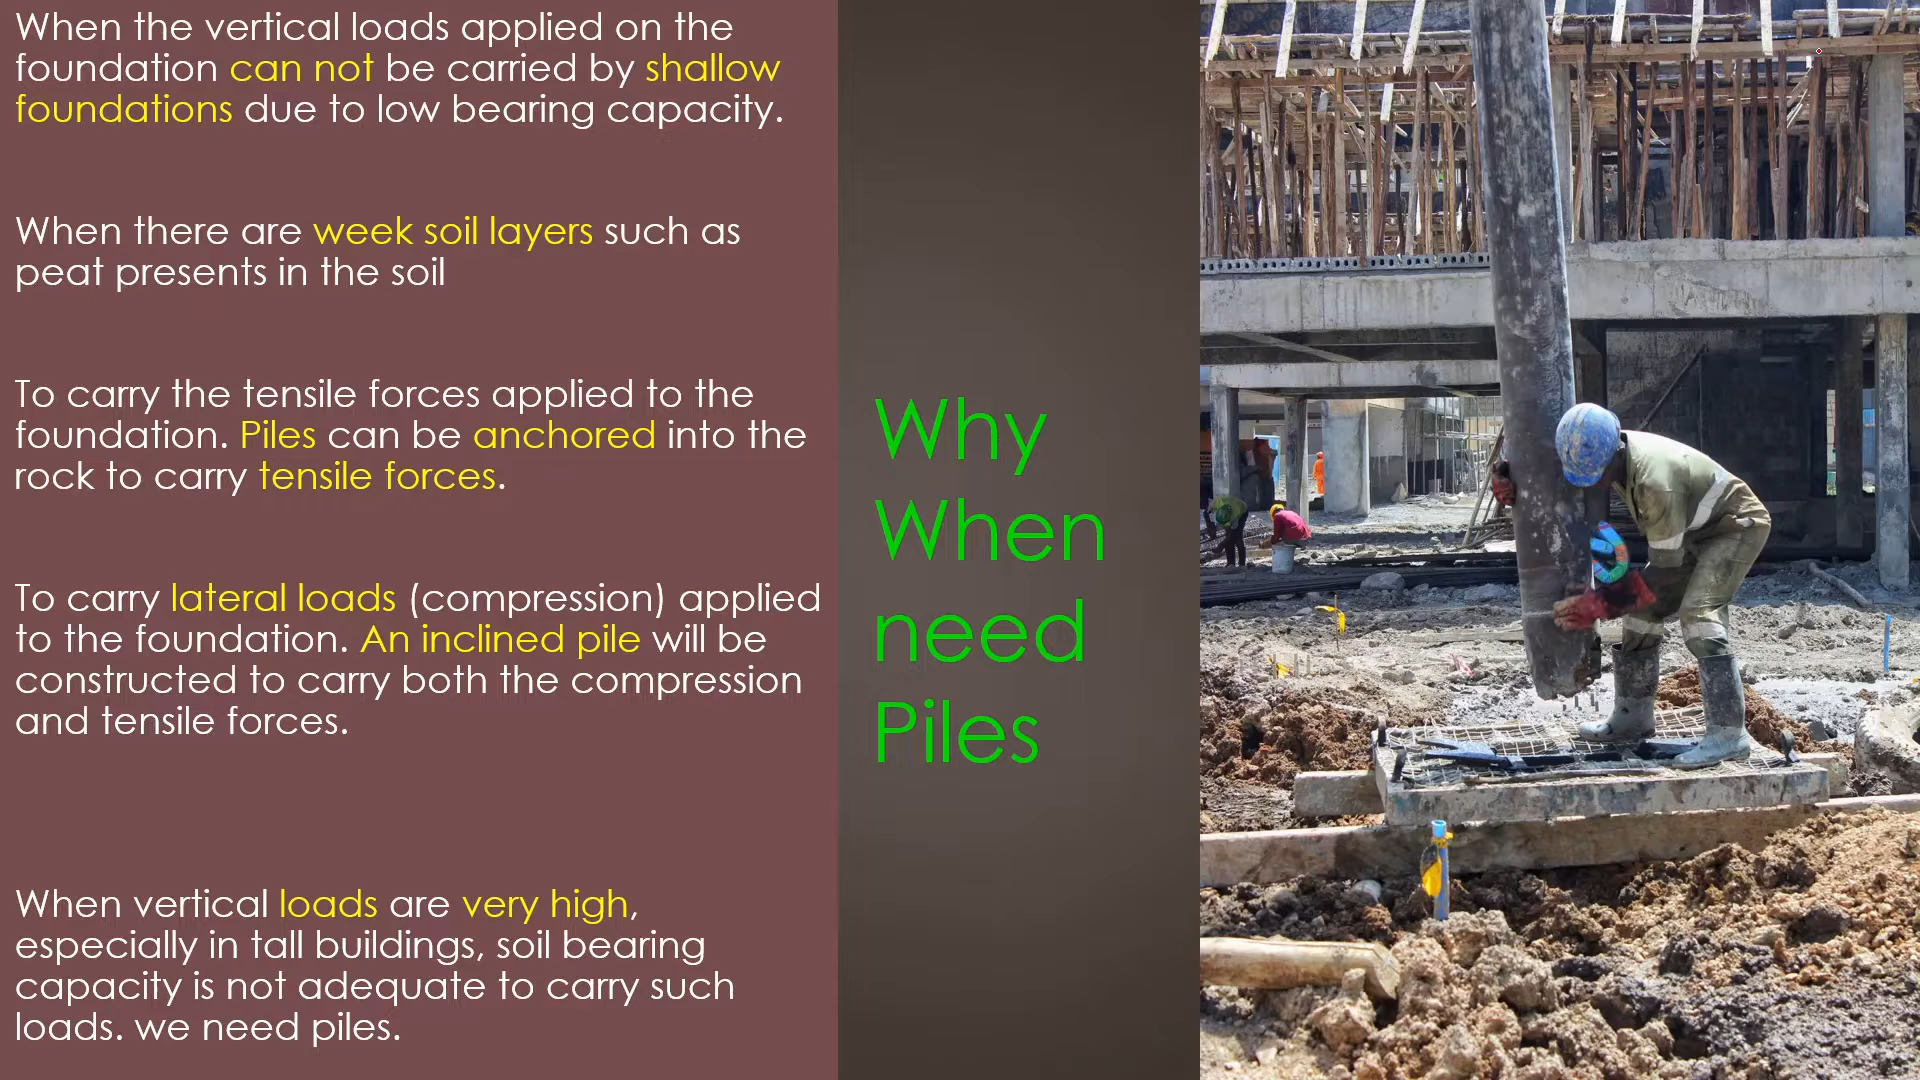 When the vertical loads applied on the
foundation can not be carried by shallow
foundations due to low bearing capacity.
When there are week soil layers such as
peat presents in the soil
To carry the tensile forces applied to the
foundation. Piles can be anchored into the
rock to carry tensile forces.
To carry lateral loads (compression) applied
to the foundation. An inclined pile will be
constructed to carry both the compression
and tensile forces.
When vertical loads are very high,
especially in tall buildings, soil bearing
capacity is not adequate to carry such
loads. we need piles.
Why
When
need
Piles